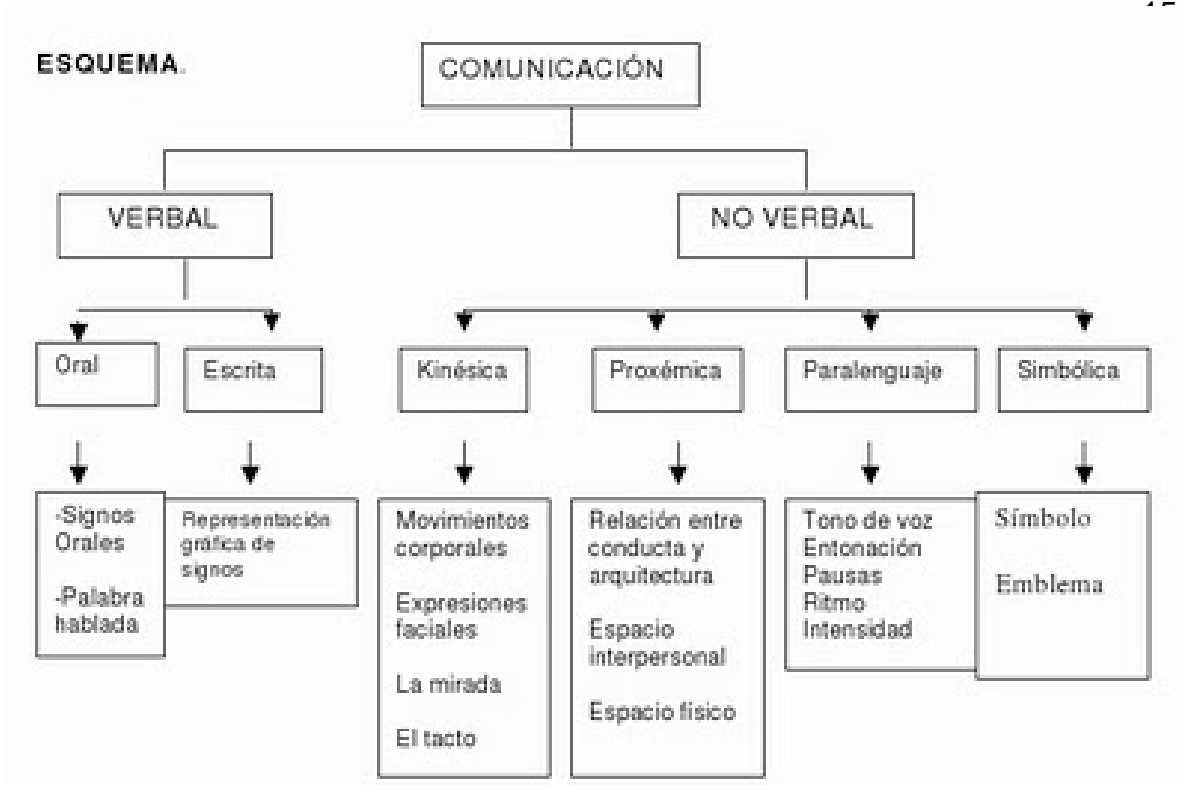 ESQUEMA.
COMUNICACIÓN
VERBAL
NO VERBAL
Oral
Escrita
Kinésica
Proxémica
Paralenguaje
Simbólica
-Signos
Orales
-Palabra
hablada
Representación
gráfica de
signos
Movimientos
corporales
Expresiones
faciales
La mirada
El tacto
Relación entre
conducta y
arquitectura
Espacio
interpersonal
Espacio físico
Tono de voz
Entonación
Pausas
Ritmo
Intensidad
Símbolo
Emblema